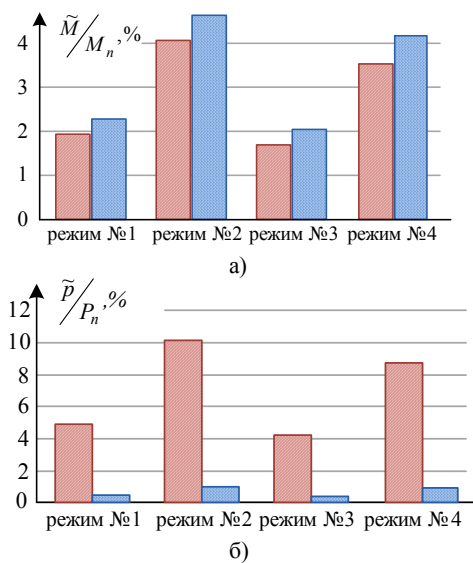 M̃/Mₙ,%
4
3
2
1
0
режим №1 режим №2 режим №3 режим №4
а)
p̃/Pₙ,%
12
10
8
6
4
2
0
режим №1 режим №2 режим №3 режим №4
б)